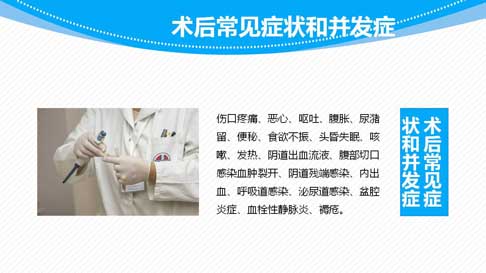 术后常见症状和并发症
伤口疼痛、恶心、呕吐、腹胀、尿潴
留、便秘、食欲不振、头昏失眠、咳
嗽、发热、阴道出血流液、腹部切口
感染血肿裂开、阴道残端感染、内出
血、呼吸道感染、泌尿道感染、盆腔
炎症、血栓性静脉炎、褥疮。
术后常见症
状和并发症